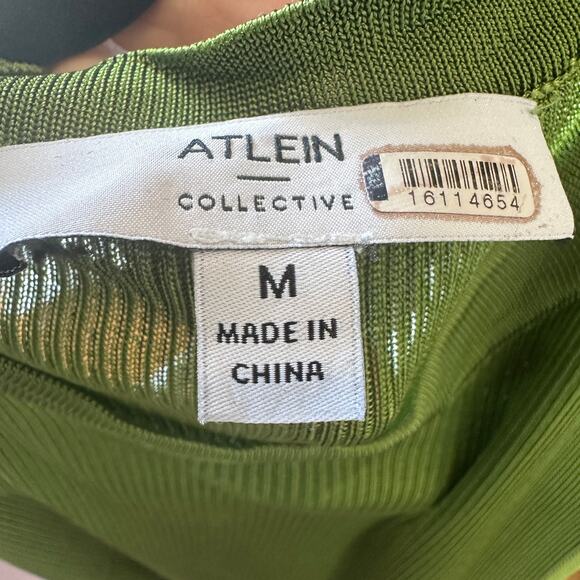 ATLEIN
COLLECTIVE
16114654
M
MADE IN
CHINA